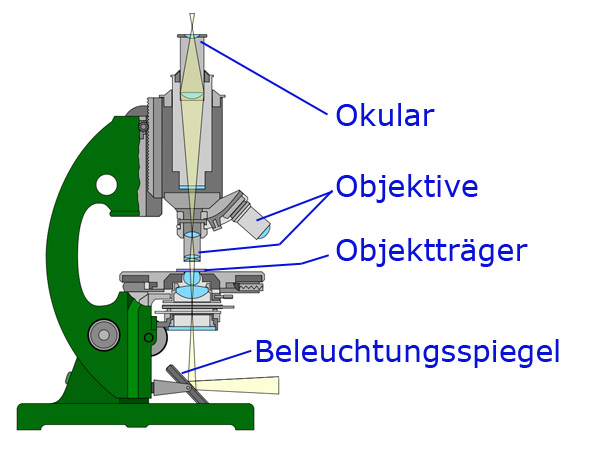 Okular
Objektive
Objektträger
Beleuchtungsspiegel